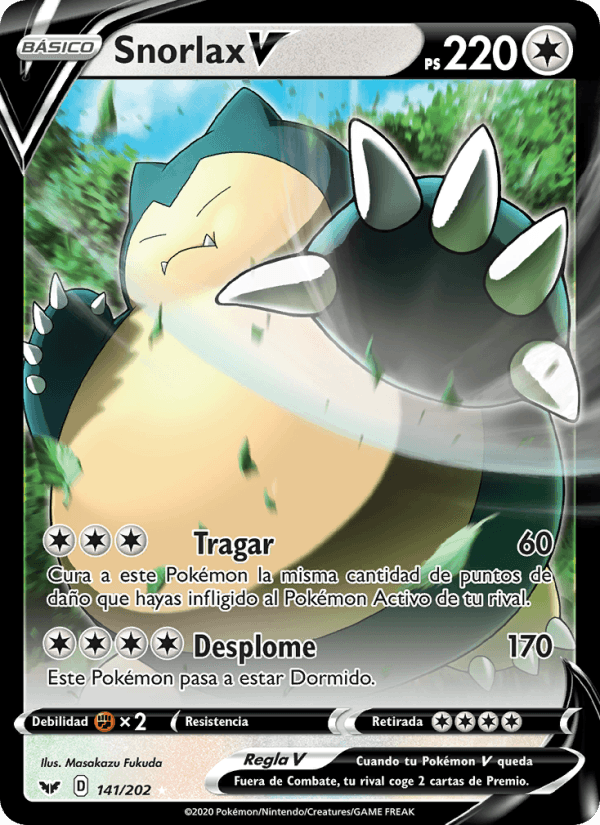 BÁSICO Snorlax V PS 220
Tragar 60
Cura a este Pokémon la misma cantidad de puntos de
daño que hayas infligido al Pokémon Activo de tu rival.
Desplome 170
Este Pokémon pasa a estar Dormido.
Debilidad ×2 Resistencia Retirada
Ilus. Masakazu Fukuda
Regla V Cuando tu Pokémon V queda
Fuera de Combate, tu rival coge 2 cartas de Premio.
D 141/202 ★
©2020 Pokémon/Nintendo/Creatures/GAME FREAK